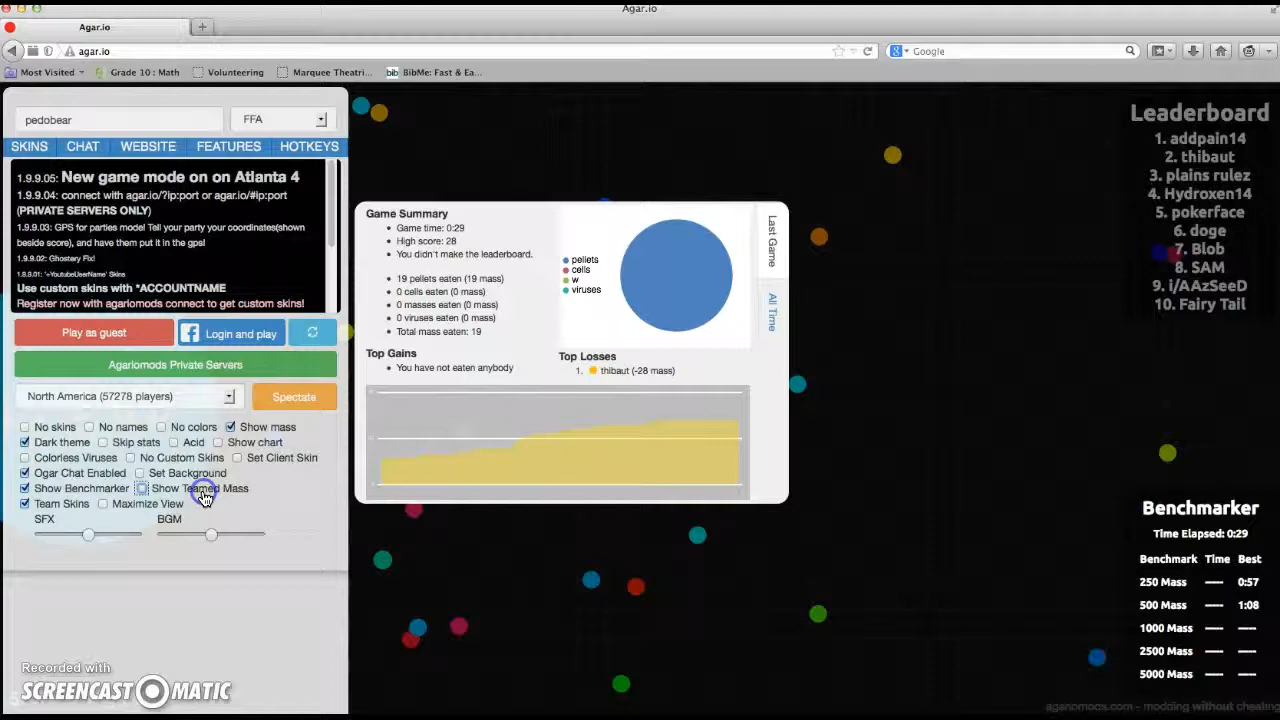 Agar.io
Agar.io
agar.io
Google
Most Visited
Grade 10 : Math
Volunteering
Marquee Theatri...
bib BibMe: Fast & Ea...
pedobear
FFA
SKINS CHAT WEBSITE FEATURES HOTKEYS
1.9.9.05: New game mode on on Atlanta 4
1.9.9.04: connect with agar.io/?ip:port or agar.io/#ip:port
(PRIVATE SERVERS ONLY)
1.9.9.03: GPS for parties mode! Tell your party your coordinates(shown
beside score), and have them put it in the gps!
1.9.9.02: Ghostery Fix!
1.8.8.01: '+YoutubeUserName' Skins
Use custom skins with *ACCOUNTNAME
Register now with agariomods connect to get custom skins!
Play as guest
Login and play
Agariomods Private Servers
North America (57278 players)
Spectate
No skins No names No colors Show mass
Dark theme Skip stats Acid Show chart
Colorless Viruses No Custom Skins Set Client Skin
Ogar Chat Enabled Set Background
Show Benchmarker Show Teamed Mass
Team Skins Maximize View
SFX BGM
Game Summary
Game time: 0:29
High score: 28
You didn't make the leaderboard.
19 pellets eaten (19 mass)
0 cells eaten (0 mass)
0 masses eaten (0 mass)
0 viruses eaten (0 mass)
Total mass eaten: 19
pellets
cells
w
viruses
Last Game
All Time
Top Gains
You have not eaten anybody
Top Losses
1. thibaut (-28 mass)
Leaderboard
1. addpain14
2. thibaut
3. plains rulez
4. Hydroxen14
5. pokerface
6. doge
7. Blob
8. SAM
9. i/AAzSeeD
10. Fairy Tail
Benchmarker
Time Elapsed: 0:29
Benchmark Time Best
250 Mass ---- 0:57
500 Mass ---- 1:08
1000 Mass ---- ----
2500 Mass ---- ----
5000 Mass ---- ----
agariomods.com - modding without cheating
Recorded with
SCREENCAST O MATIC